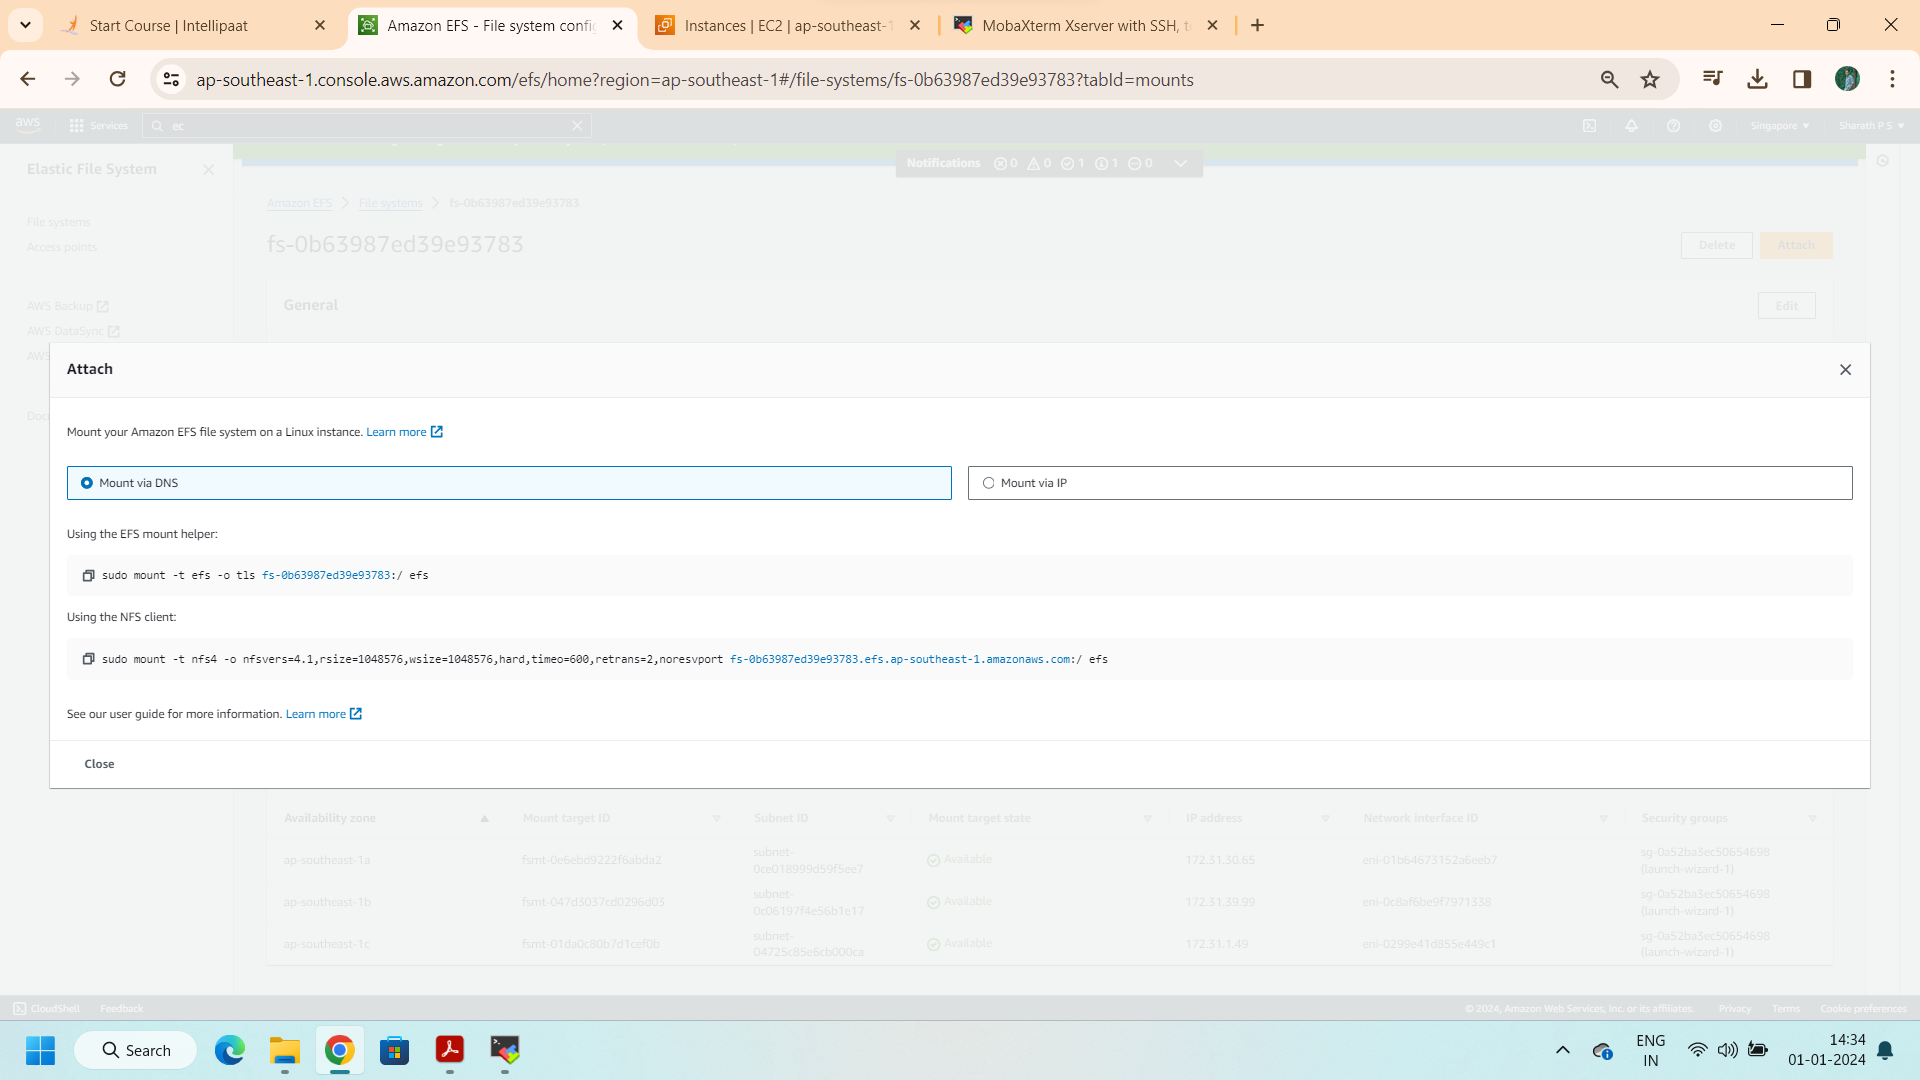 Start Course | Intellipaat
Amazon EFS - File system confi
Instances | EC2 | ap-southeast-1
MobaXterm Xserver with SSH, te
ap-southeast-1.console.aws.amazon.com/efs/home?region=ap-southeast-1#/file-systems/fs-0b63987ed39e93783?tabId=mounts
aws Services ec Singapore Sharath P S
Elastic File System
Notifications 0 0 1 1 0
Amazon EFS File systems fs-0b63987ed39e93783
File systems
Access points
fs-0b63987ed39e93783
Delete Attach
General
Edit
AWS Backup
AWS DataSync
AWS
Attach
Mount your Amazon EFS file system on a Linux instance. Learn more
Mount via DNS
Mount via IP
Using the EFS mount helper:
sudo mount -t efs -o tls fs-0b63987ed39e93783:/ efs
Using the NFS client:
sudo mount -t nfs4 -o nfsvers=4.1,rsize=1048576,wsize=1048576,hard,timeo=600,retrans=2,noresvport fs-0b63987ed39e93783.efs.ap-southeast-1.amazonaws.com:/ efs
See our user guide for more information. Learn more
Close
Availability zone Mount target ID Subnet ID Mount target state IP address Network interface ID Security groups
ap-southeast-1a fsmt-0e6ebd9222f6abda2 subnet-0ce018999d59f5ee7 Available 172.31.30.65 eni-01b64673152a6eeb7 sg-0a52ba3ec50654698 (launch-wizard-1)
ap-southeast-1b fsmt-047d3037cd0296d03 subnet-0c06197f4e56b1e17 Available 172.31.39.99 eni-0c8af6be9f7971338 sg-0a52ba3ec50654698 (launch-wizard-1)
ap-southeast-1c fsmt-01da0c80b7d1cef0b subnet-04725c85e6cb000ca Available 172.31.1.49 eni-0299e41d855e449c1 sg-0a52ba3ec50654698 (launch-wizard-1)
CloudShell Feedback © 2024, Amazon Web Services, Inc. or its affiliates. Privacy Terms Cookie preferences
Search
ENG
IN
14:34
01-01-2024